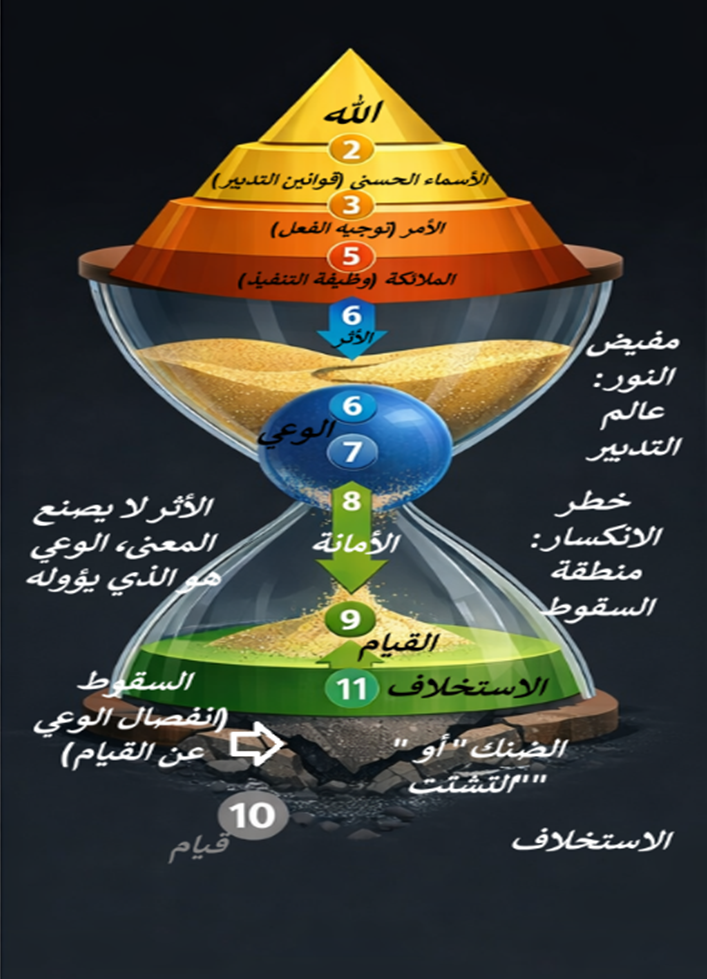 الله
2
الأسماء الحسنى (قوانين التدبير)
3
الأمر (توجيه الفعل)
5
الملائكة (وظيفة التنفيذ)
6
الأثر
مفيض
النور:
عالم
التدبير
6
الوعي
7
8
الأمانة
الأثر لا يصنع
المعنى، الوعي
هو الذي يؤوله
خطر
الانكسار:
منطقة
السقوط
9
القيام
11
الاستخلاف
السقوط
(انفصال الوعي
عن القيام)
الضنك" أو "
التشتت""
10
قيام
الاستخلاف